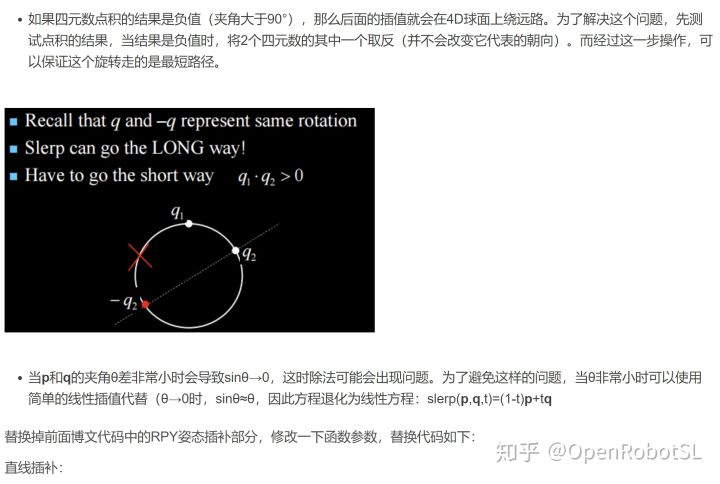 • 如果四元数点积的结果是负值（夹角大于90°），那么后面的插值就会在4D球面上绕远路。为了解决这个问题，先测
试点积的结果，当结果是负值时，将2个四元数的其中一个取反（并不会改变它代表的朝向）。而经过这一步操作，可
以保证这个旋转走的是最短路径。
▪ Recall that q and –q represent same rotation
▪ Slerp can go the LONG way!
▪ Have to go the short way q₁ · q₂ > 0
q₁
q₂
– q₂
• 当p和q的夹角θ差非常小时会导致sinθ→0，这时除法可能会出现问题。为了避免这样的问题，当θ非常小时可以使用
简单的线性插值代替（θ→0时，sinθ≈θ，因此方程退化为线性方程：slerp(p,q,t)=(1-t)p+tq
替换掉前面博文代码中的RPY姿态插补部分，修改一下函数参数，替换代码如下：
知乎 @OpenRobotSL
直线插补：